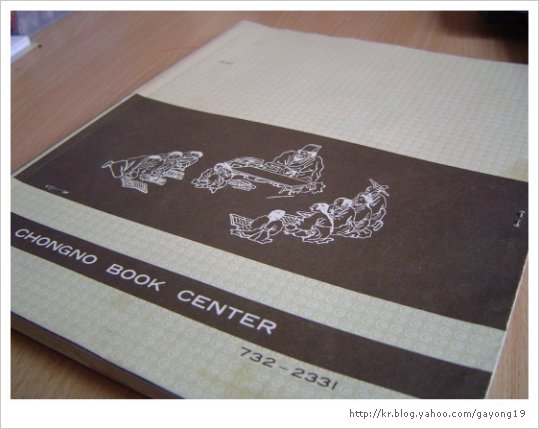 CHONGNO BOOK CENTER
732-2331
http://kr.blog.yahoo.com/gayong19